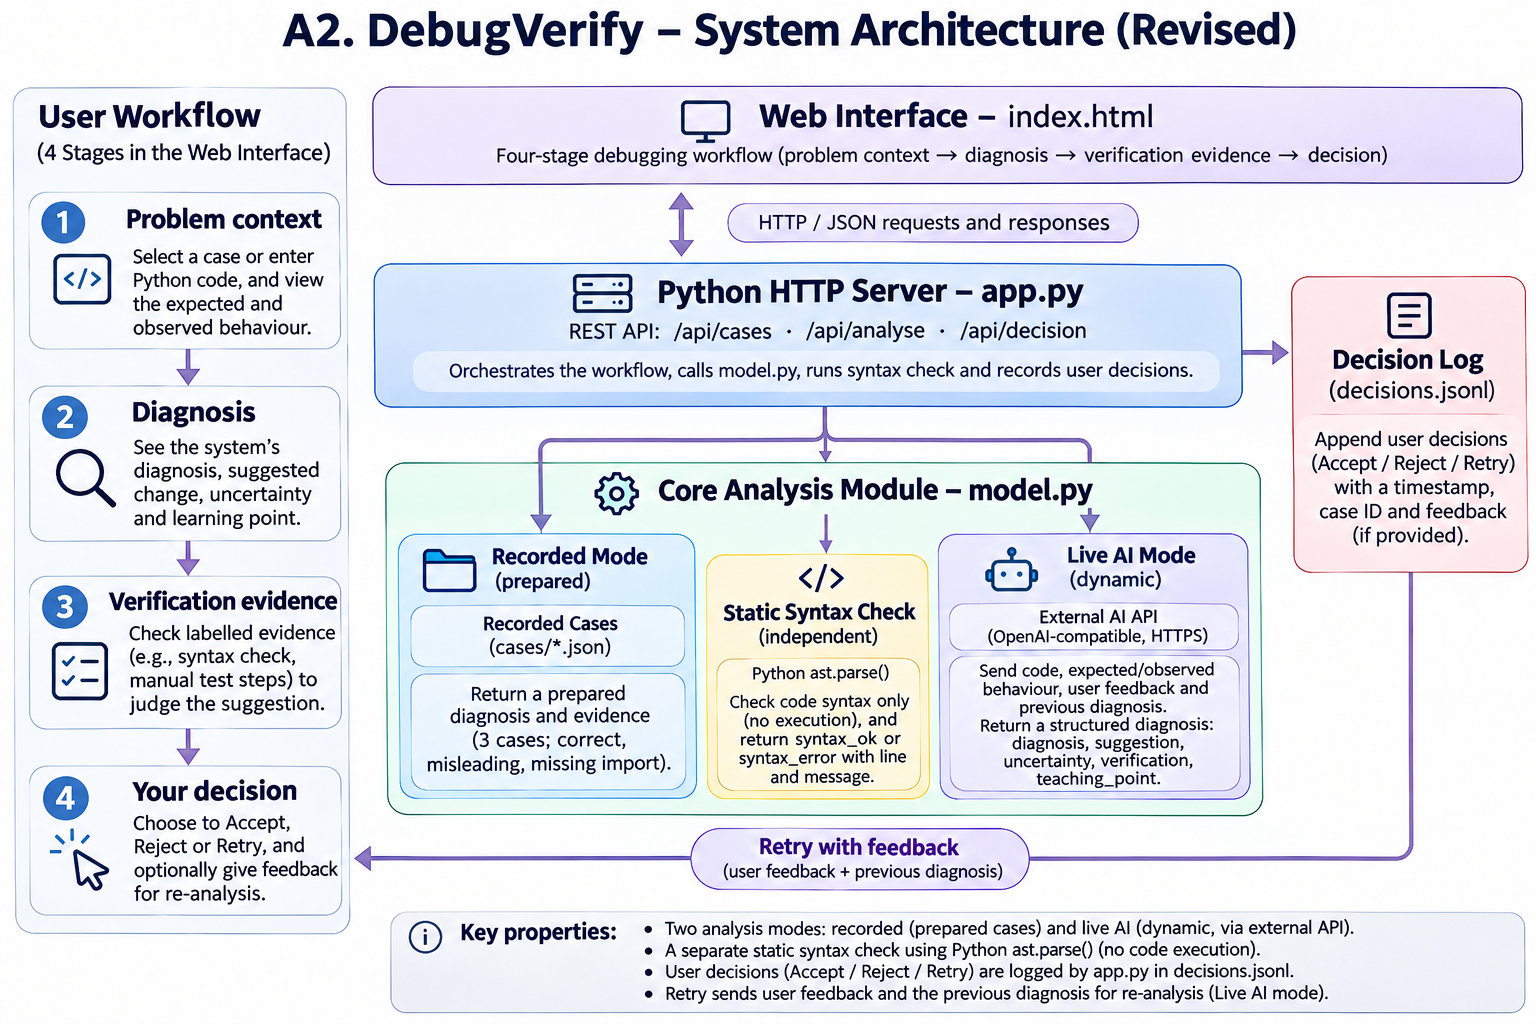 A2. DebugVerify – System Architecture (Revised)
User Workflow
(4 Stages in the Web Interface)
1
Problem context
</>
Select a case or enter
Python code, and view
the expected and
observed behaviour.
2
Diagnosis
See the system's
diagnosis, suggested
change, uncertainty
and learning point.
3
Verification evidence
Check labelled evidence
(e.g., syntax check,
manual test steps) to
judge the suggestion.
4
Your decision
Choose to Accept,
Reject or Retry, and
optionally give feedback
for re-analysis.
Web Interface – index.html
Four-stage debugging workflow (problem context → diagnosis → verification evidence → decision)
HTTP / JSON requests and responses
Python HTTP Server – app.py
REST API: /api/cases · /api/analyse · /api/decision
Orchestrates the workflow, calls model.py, runs syntax check and records user decisions.
Decision Log
(decisions.jsonl)
Append user decisions
(Accept / Reject / Retry)
with a timestamp,
case ID and feedback
(if provided).
Core Analysis Module – model.py
Recorded Mode
(prepared)
Recorded Cases
(cases/*.json)
Return a prepared
diagnosis and evidence
(3 cases; correct,
misleading, missing import).
</>
Static Syntax Check
(independent)
Python ast.parse()
Check code syntax only
(no execution), and
return syntax_ok or
syntax_error with line
and message.
Live AI Mode
(dynamic)
External AI API
(OpenAI-compatible, HTTPS)
Send code, expected/observed
behaviour, user feedback and
previous diagnosis.
Return a structured diagnosis:
diagnosis, suggestion,
uncertainty, verification,
teaching_point.
Retry with feedback
(user feedback + previous diagnosis)
Key properties:
• Two analysis modes: recorded (prepared cases) and live AI (dynamic, via external API).
• A separate static syntax check using Python ast.parse() (no code execution).
• User decisions (Accept / Reject / Retry) are logged by app.py in decisions.jsonl.
• Retry sends user feedback and the previous diagnosis for re-analysis (Live AI mode).